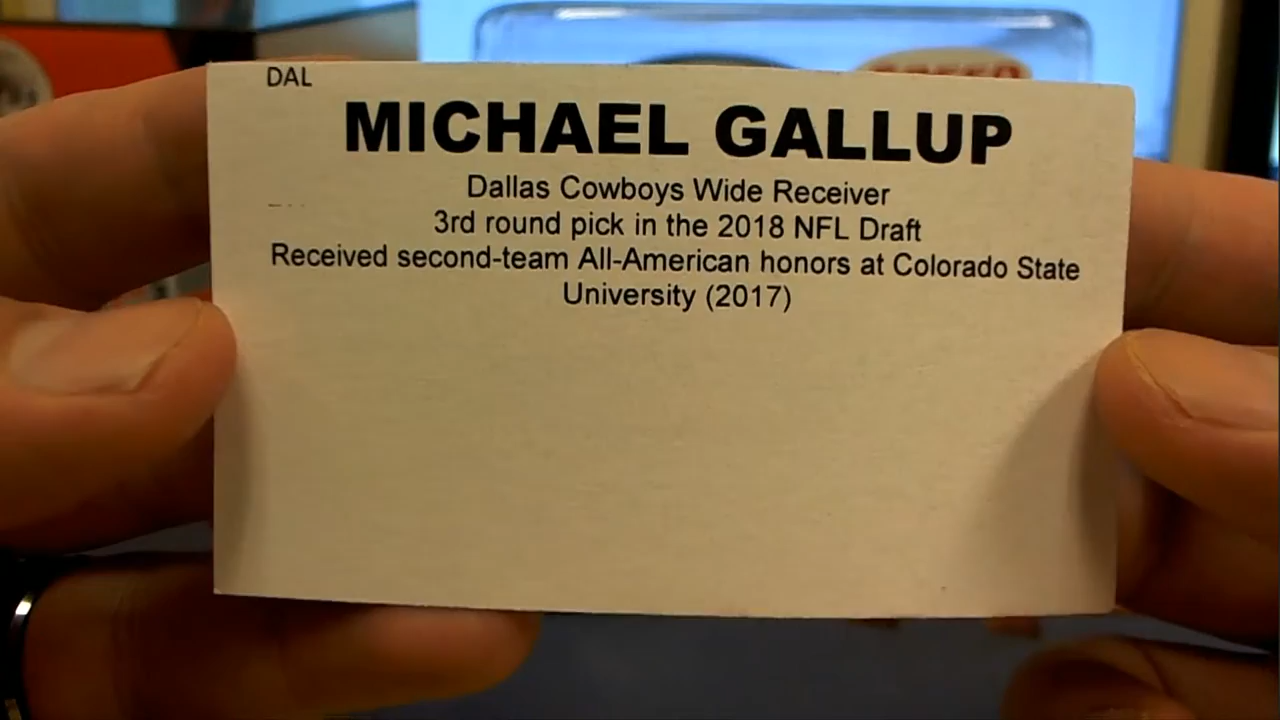 DAL
MICHAEL GALLUP
Dallas Cowboys Wide Receiver
3rd round pick in the 2018 NFL Draft
Received second-team All-American honors at Colorado State
University (2017)